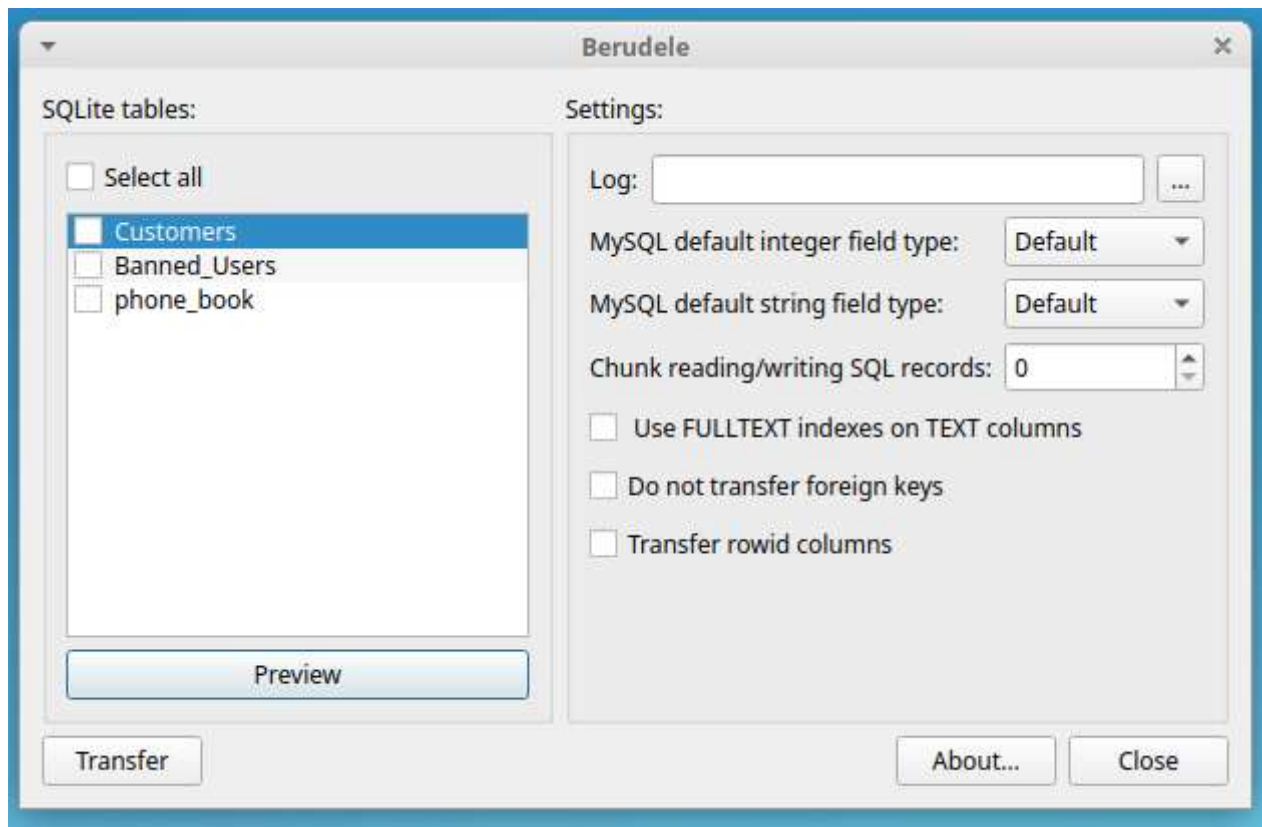 Berudele
SQLite tables:
Select all
Customers
Banned_Users
phone_book
Preview
Settings:
Log:
...
MySQL default integer field type: Default
MySQL default string field type: Default
Chunk reading/writing SQL records: 0
Use FULLTEXT indexes on TEXT columns
Do not transfer foreign keys
Transfer rowid columns
Transfer
About...
Close